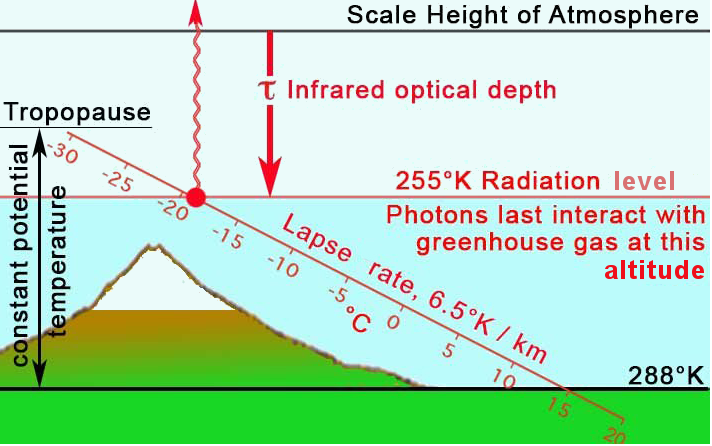 Scale Height of Atmosphere
τ Infrared optical depth
Tropopause
constant potential
temperature
-30
-25
-20
-15
-10
-5
0
5
10
15
20
255°K Radiation level
Photons last interact with
greenhouse gas at this
altitude
Lapse rate, 6.5°K / km
°C
288°K